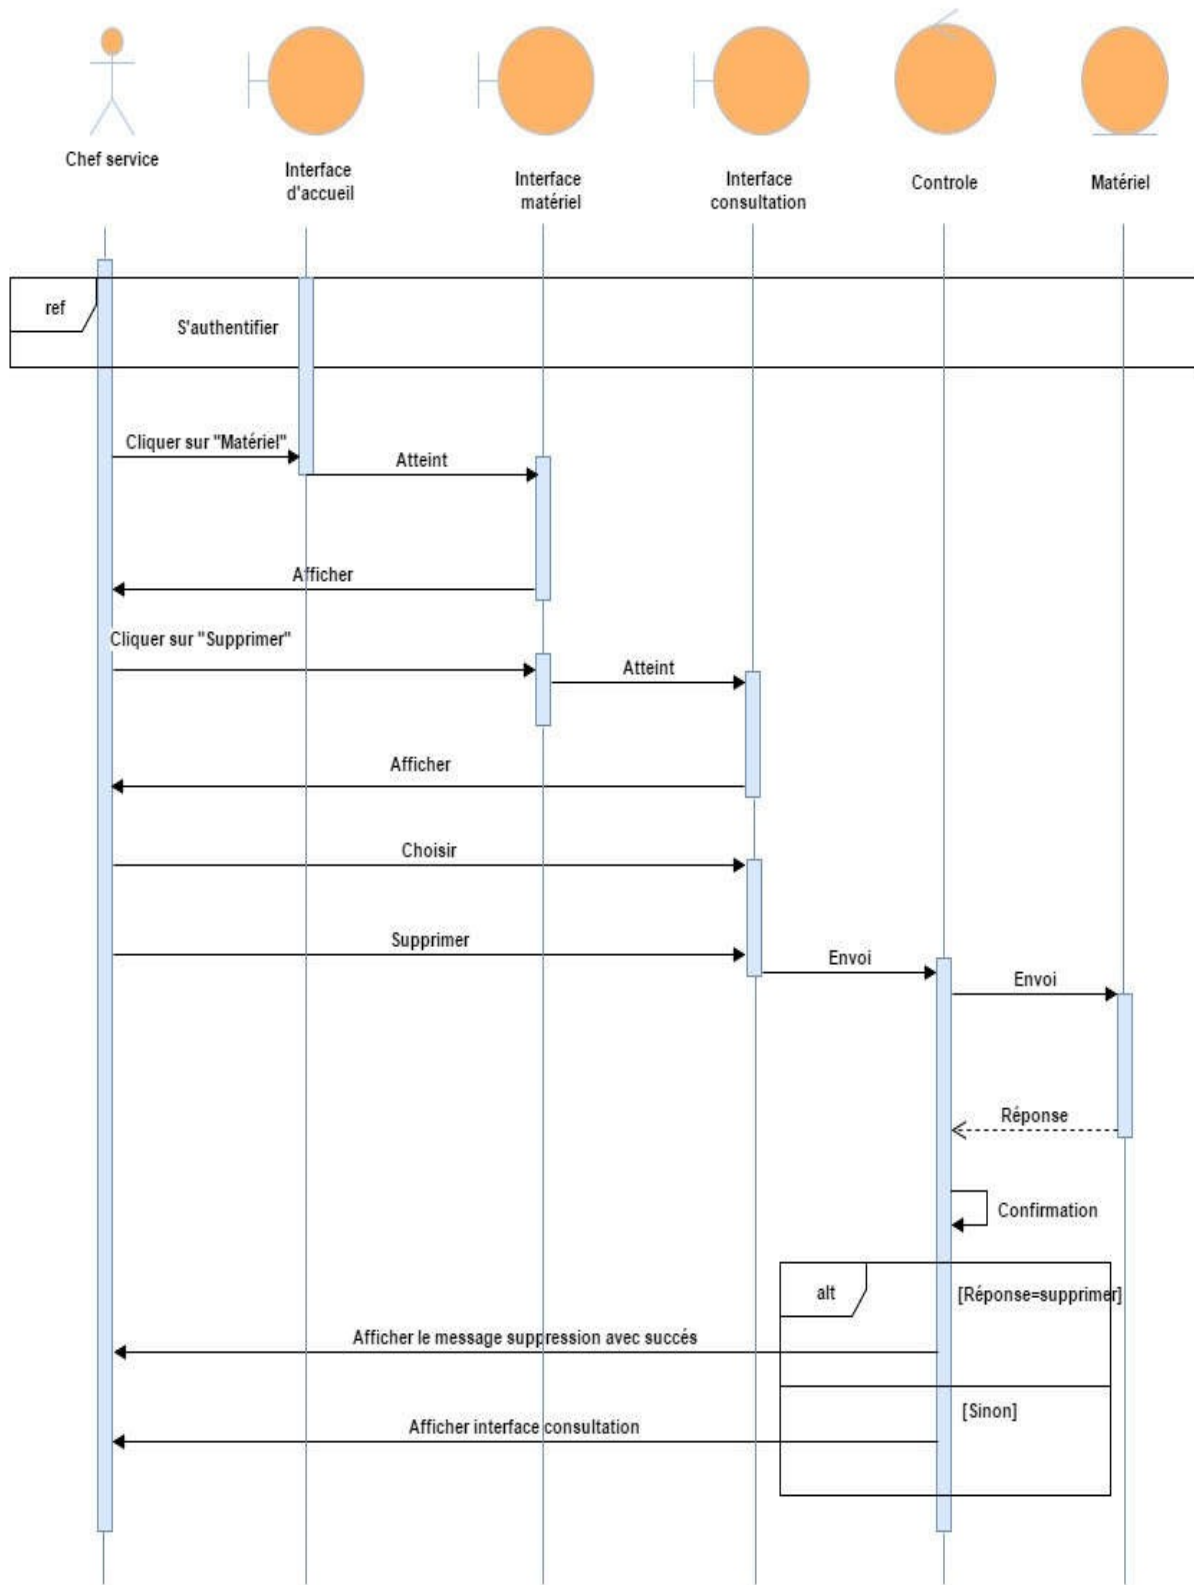 Chef service
Interface
d'accueil
Interface
matériel
Interface
consultation
Controle
Matériel
ref
S'authentifier
Cliquer sur "Matériel"
Atteint
Afficher
Cliquer sur "Supprimer"
Atteint
Afficher
Choisir
Supprimer
Envoi
Envoi
Réponse
Confirmation
alt
[Réponse=supprimer]
Afficher le message suppression avec succés
[Sinon]
Afficher interface consultation